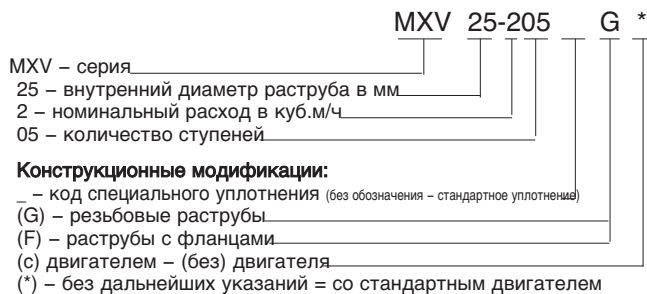 MXV 25-205 _ G *
MXV – серия
25 – внутренний диаметр раструба в мм
2 – номинальный расход в куб.м/ч
05 – количество ступеней
Конструкционные модификации:
_ – код специального уплотнения (без обозначения – стандартное уплотнение)
(G) – резьбовые раструбы
(F) – раструбы с фланцами
(с) двигателем – (без) двигателя
(*) – без дальнейших указаний = со стандартным двигателем